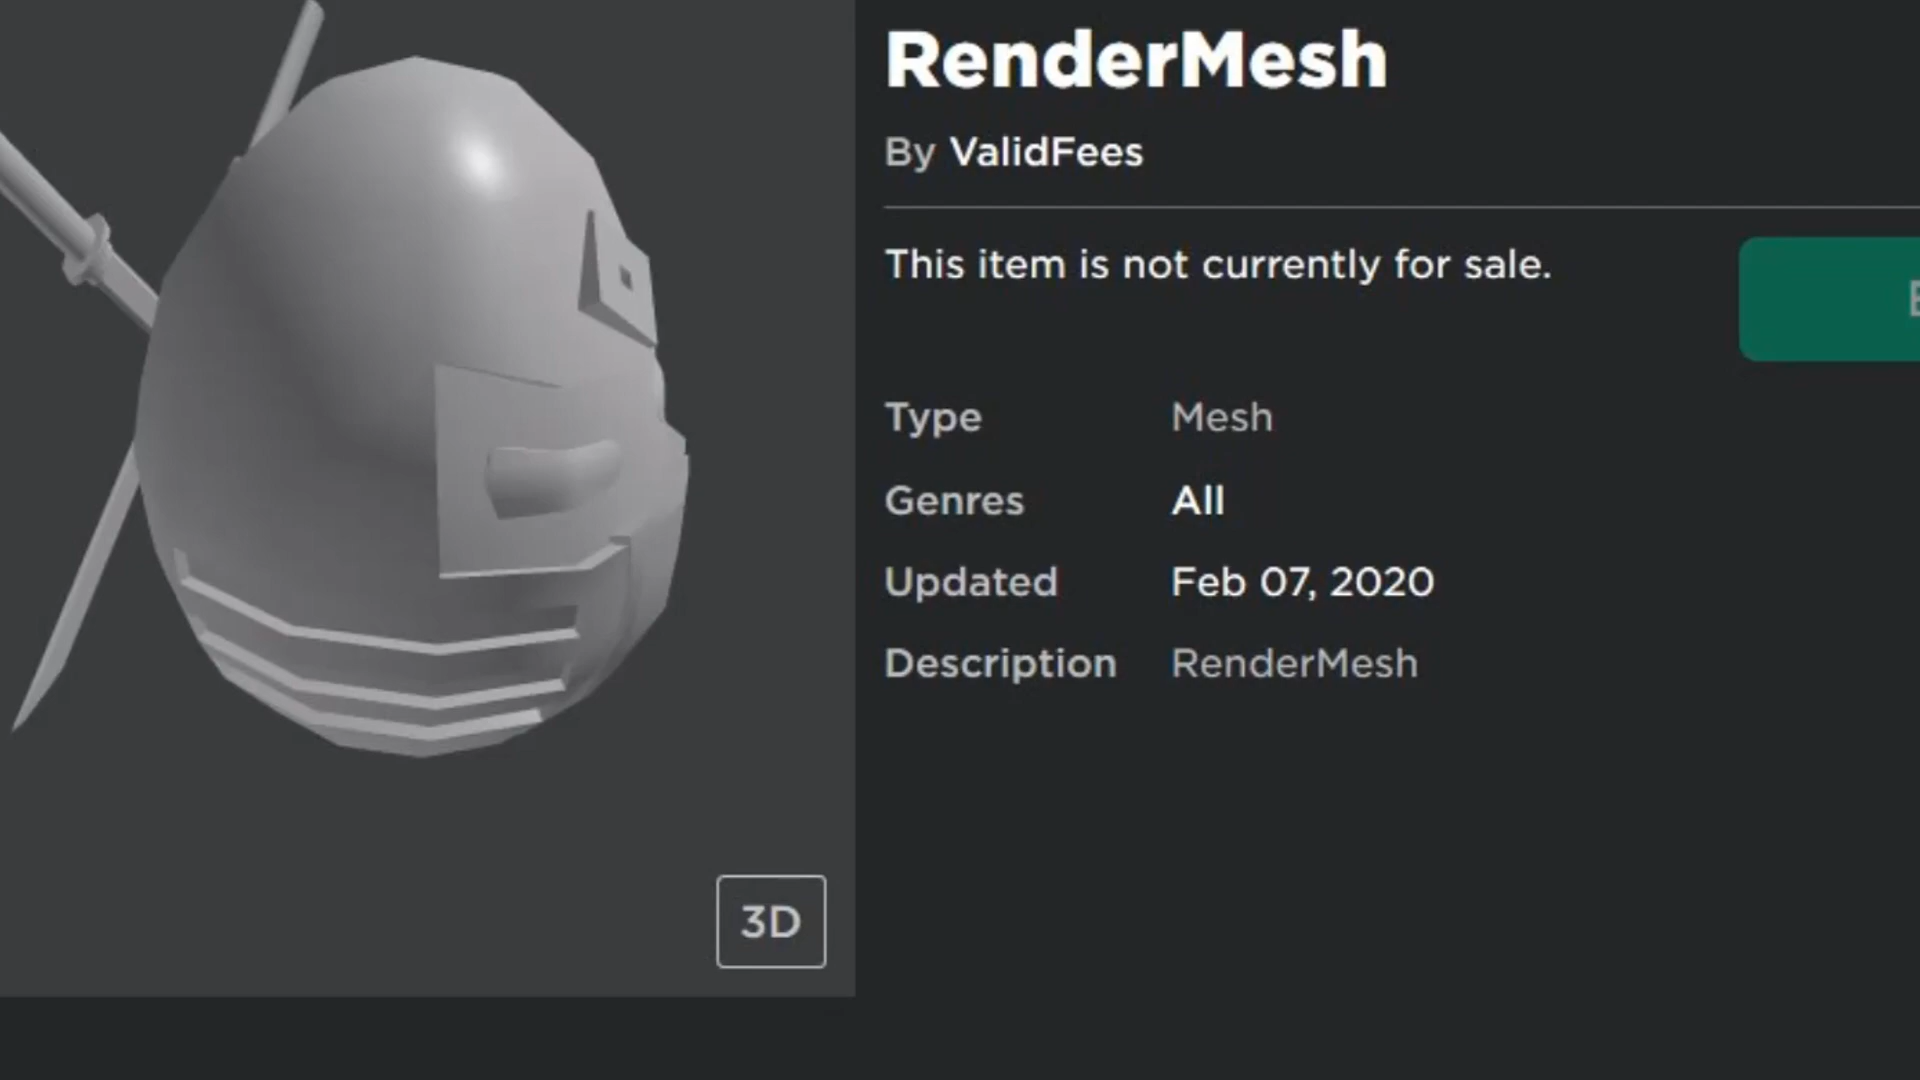 RenderMesh
By ValidFees
This item is not currently for sale.
Type Mesh
Genres All
Updated Feb 07, 2020
Description RenderMesh
3D